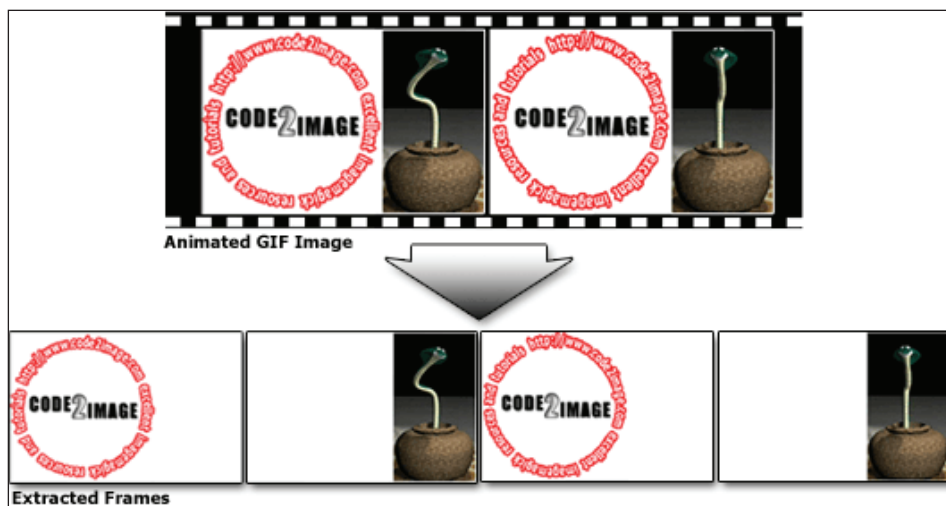 http://www.code2image.com excellent imagemagick resources and tutorials
CODE2IMAGE
http://www.code2image.com excellent imagemagick resources and tutorials
CODE2IMAGE
Animated GIF Image
http://www.code2image.com excellent imagemagick resources and tutorials
CODE2IMAGE
http://www.code2image.com excellent imagemagick resources and tutorials
CODE2IMAGE
Extracted Frames